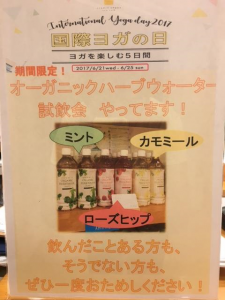 International Yoga day 2017
国際ヨガの日
ヨガを楽しむ5日間
2017/6/21wed - 6/25 sun
期間限定!
オーガニックハーブウォーター
試飲会 やってます!
ミント
カモミール
ローズヒップ
飲んだことある方も、
そうでない方も、
ぜひ一度おためしください!